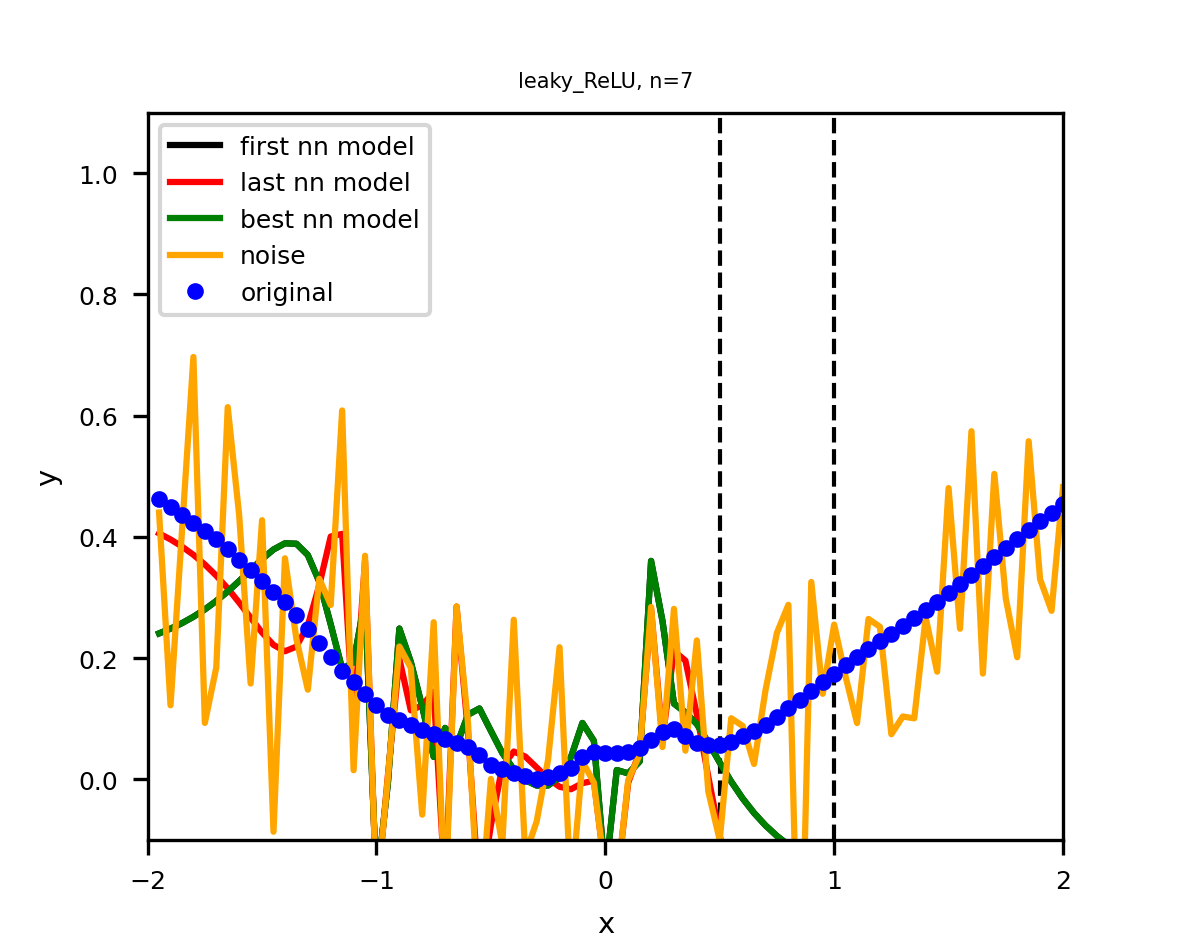 leaky_ReLU, n=7
first nn model
last nn model
best nn model
noise
original
1.0
0.8
0.6
0.4
0.2
0.0
y
−2
−1
0
1
2
x